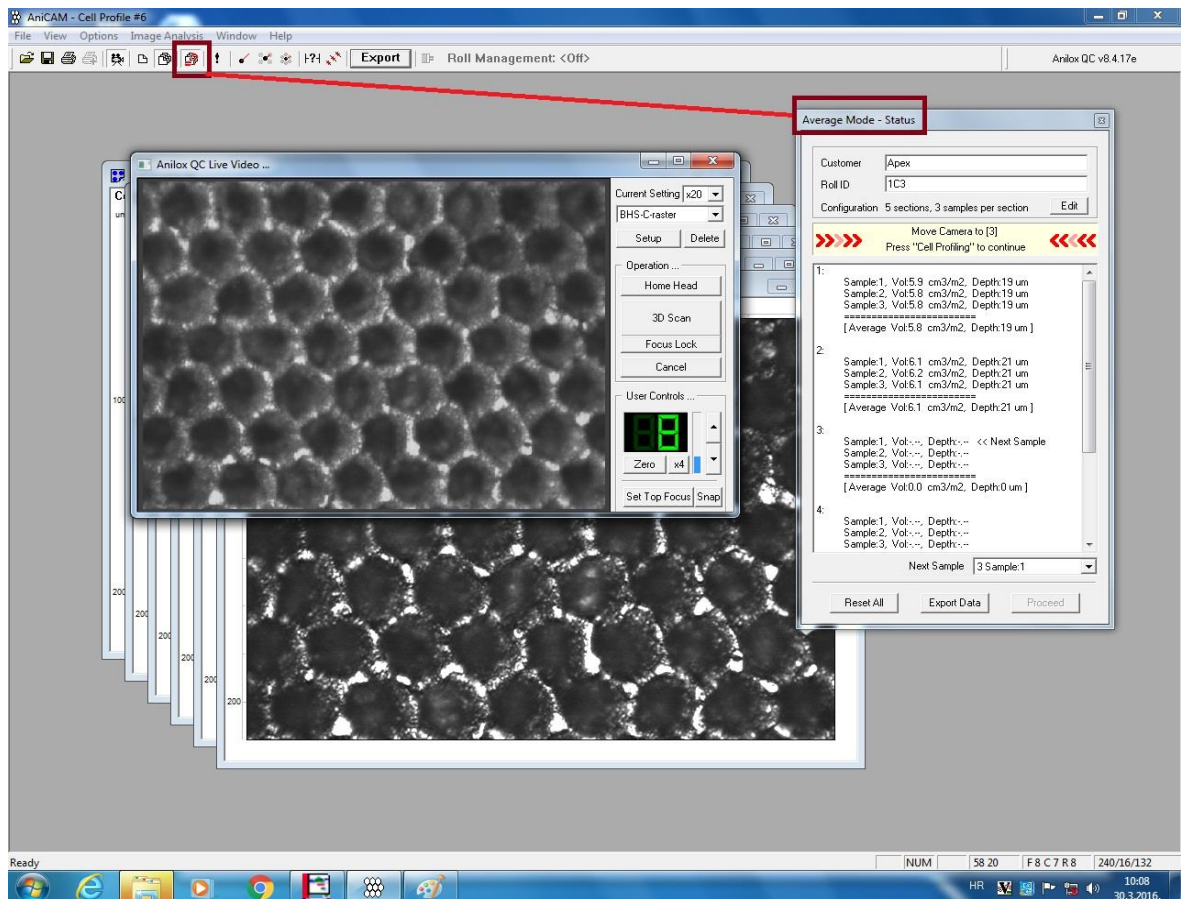 AniCAM - Cell Profile #6
File View Options Image Analysis Window Help
Export Roll Management: <Off> Anilox QC v8.4.17e
Anilox QC Live Video ...
Current Setting x20
BHS-C-raster
Setup Delete
Operation ...
Home Head
3D Scan
Focus Lock
Cancel
User Controls ...
8
Zero x4
Set Top Focus Snap
100
200
200
200
200
200
200
Average Mode - Status
Customer Apex
Roll ID 1C3
Configuration 5 sections, 3 samples per section Edit
Move Camera to [3]
Press "Cell Profiling" to continue
1:
Sample:1, Vol:5.9 cm3/m2, Depth:19 um
Sample:2, Vol:5.8 cm3/m2, Depth:19 um
Sample:3, Vol:5.8 cm3/m2, Depth:19 um
========================
[ Average Vol:5.8 cm3/m2, Depth:19 um ]
2:
Sample:1, Vol:6.1 cm3/m2, Depth:21 um
Sample:2, Vol:6.2 cm3/m2, Depth:21 um
Sample:3, Vol:6.1 cm3/m2, Depth:21 um
========================
[ Average Vol:6.1 cm3/m2, Depth:21 um ]
3:
Sample:1, Vol:-.--, Depth:-.-- << Next Sample
Sample:2, Vol:-.--, Depth:-.--
Sample:3, Vol:-.--, Depth:-.--
========================
[ Average Vol:0.0 cm3/m2, Depth:0 um ]
4:
Sample:1, Vol:-.--, Depth:-.--
Sample:2, Vol:-.--, Depth:-.--
Sample:3, Vol:-.--, Depth:-.--
Next Sample 3 Sample:1
Reset All Export Data Proceed
Ready NUM 58 20 F 8 C 7 R 8 240/16/132
HR 10:08
30.3.2016.